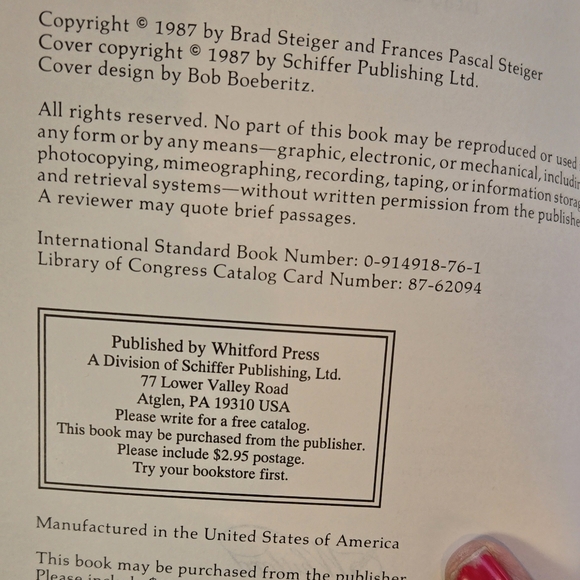 Copyright © 1987 by Brad Steiger and Frances Pascal Steiger
Cover copyright © 1987 by Schiffer Publishing Ltd.
Cover design by Bob Boeberitz.
All rights reserved. No part of this book may be reproduced or used
any form or by any means—graphic, electronic, or mechanical,
photocopying, mimeographing, recording, taping, or information
and retrieval systems—without written permission from the
A reviewer may quote brief passages.
International Standard Book Number: 0-914918-76-1
Library of Congress Catalog Card Number: 87-62094
Published by Whitford Press
A Division of Schiffer Publishing, Ltd.
77 Lower Valley Road
Atglen, PA 19310 USA
Please write for a free catalog.
This book may be purchased from the publisher.
Please include $2.95 postage.
Try your bookstore first.
Manufactured in the United States of America
This book may be purchased from the publisher
Please